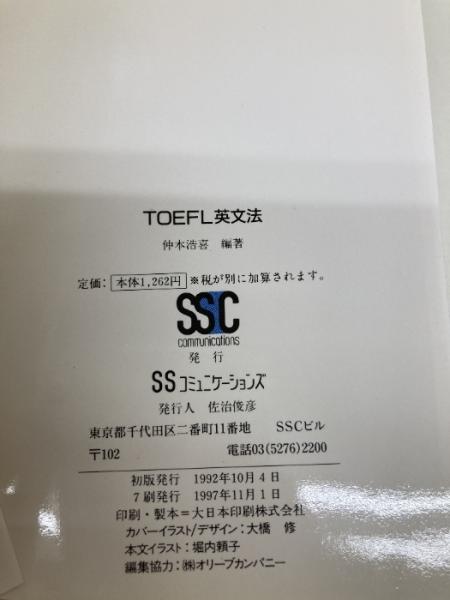 TOEFL英文法
仲本浩喜 編著
定価：本体1,262円 ※税が別に加算されます。
SSC
communications
発行
SSコミュニケーションズ
発行人 佐治俊彦
東京都千代田区二番町11番地 SSCビル
〒102 電話03(5276)2200
初版発行 1992年10月4日
7刷発行 1997年11月1日
印刷・製本＝大日本印刷株式会社
カバーイラスト/デザイン：大橋 修
本文イラスト：堀内頼子
編集協力：㈱オリーブカンパニー